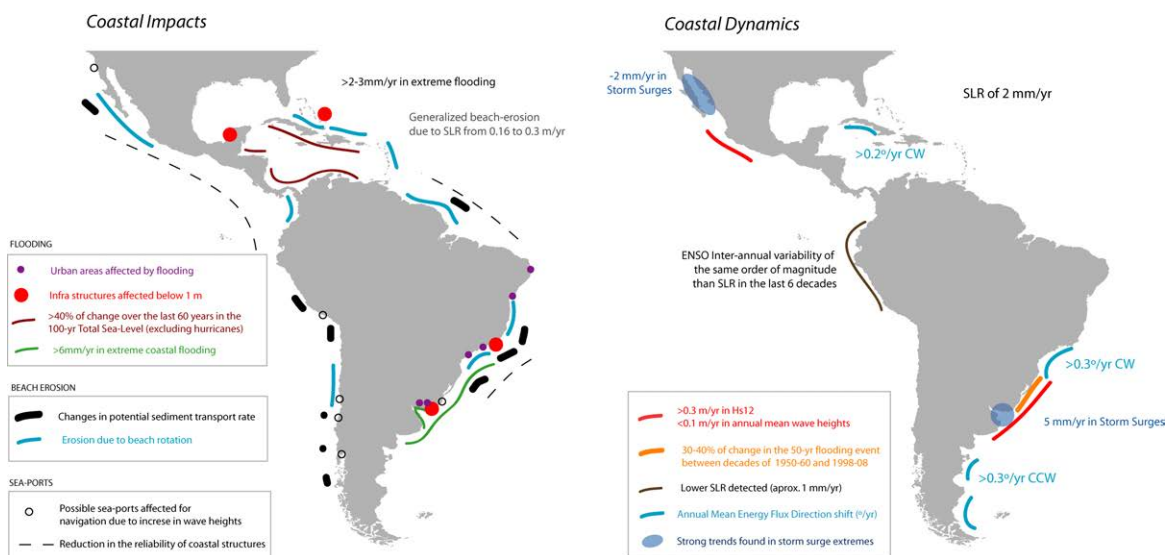 Coastal Impacts
>2-3mm/yr in extreme flooding
Generalized beach-erosion
due to SLR from 0.16 to 0.3 m/yr
FLOODING
Urban areas affected by flooding
Infra structures affected below 1 m
>40% of change over the last 60 years in the
100-yr Total Sea-Level (excluding hurricanes)
>6mm/yr in extreme coastal flooding
BEACH EROSION
Changes in potential sediment transport rate
Erosion due to beach rotation
SEA-PORTS
Possible sea-ports affected for
navigation due to increse in wave heights
Reduction in the reliability of coastal structures
Coastal Dynamics
-2 mm/yr in
Storm Surges
SLR of 2 mm/yr
>0.2º/yr CW
ENSO Inter-annual variability of
the same order of magnitude
than SLR in the last 6 decades
>0.3º/yr CW
5 mm/yr in Storm Surges
>0.3º/yr CCW
>0.3 m/yr in Hs12
<0.1 m/yr in annual mean wave heights
30-40% of change in the 50-yr flooding event
between decades of 1950-60 and 1998-08
Lower SLR detected (aprox. 1 mm/yr)
Annual Mean Energy Flux Direction shift (º/yr)
Strong trends found in storm surge extremes